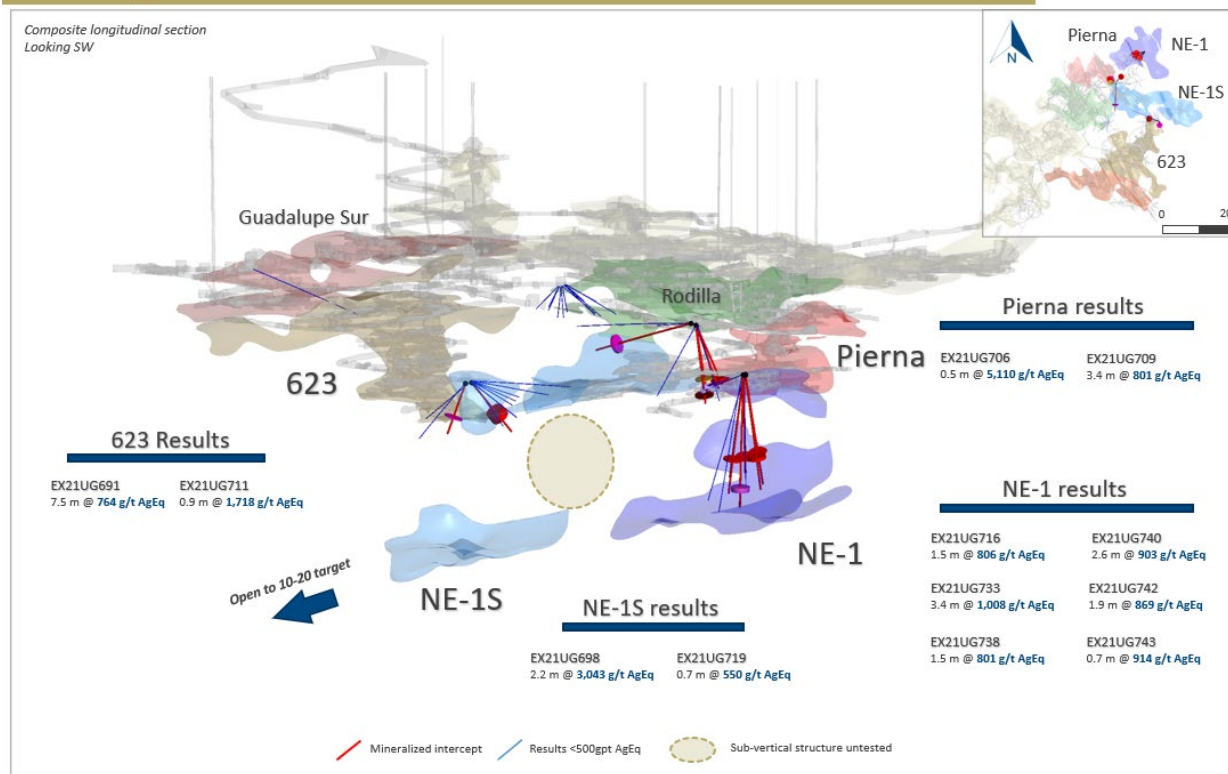 Composite longitudinal section
Looking SW
N
Pierna
NE-1
NE-1S
623
0
20
Guadalupe Sur
Rodilla
Pierna
623
NE-1
NE-1S
Open to 10-20 target
Pierna results
EX21UG706 EX21UG709
0.5 m @ 5,110 g/t AgEq 3.4 m @ 801 g/t AgEq
623 Results
EX21UG691 EX21UG711
7.5 m @ 764 g/t AgEq 0.9 m @ 1,718 g/t AgEq
NE-1 results
EX21UG716 EX21UG740
1.5 m @ 806 g/t AgEq 2.6 m @ 903 g/t AgEq
EX21UG733 EX21UG742
3.4 m @ 1,008 g/t AgEq 1.9 m @ 869 g/t AgEq
EX21UG738 EX21UG743
1.5 m @ 801 g/t AgEq 0.7 m @ 914 g/t AgEq
NE-1S results
EX21UG698 EX21UG719
2.2 m @ 3,043 g/t AgEq 0.7 m @ 550 g/t AgEq
Mineralized intercept
Results <500gpt AgEq
Sub-vertical structure untested